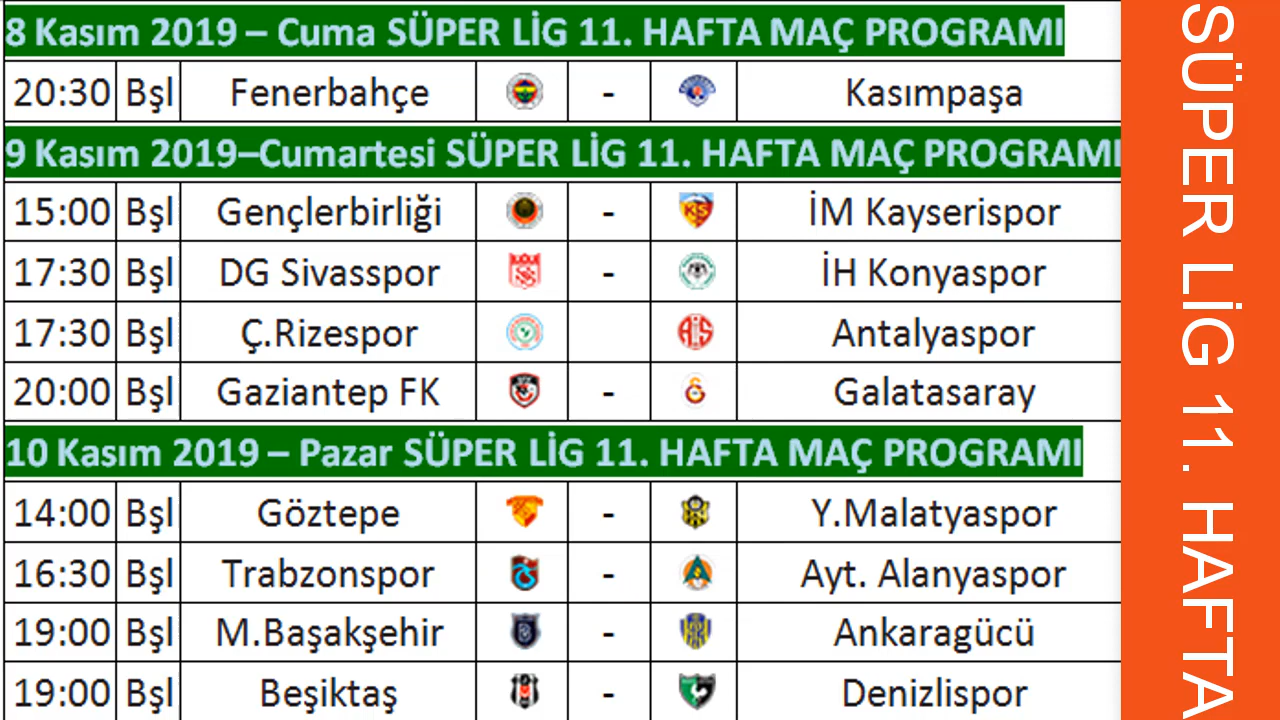 8 Kasım 2019 – Cuma SÜPER LİG 11. HAFTA MAÇ PROGRAMI
20:30 Bşl Fenerbahçe - Kasımpaşa
9 Kasım 2019–Cumartesi SÜPER LİG 11. HAFTA MAÇ PROGRAMI
15:00 Bşl Gençlerbirliği - İM Kayserispor
17:30 Bşl DG Sivasspor - İH Konyaspor
17:30 Bşl Ç.Rizespor Antalyaspor
20:00 Bşl Gaziantep FK - Galatasaray
10 Kasım 2019 – Pazar SÜPER LİG 11. HAFTA MAÇ PROGRAMI
14:00 Bşl Göztepe - Y.Malatyaspor
16:30 Bşl Trabzonspor - Ayt. Alanyaspor
19:00 Bşl M.Başakşehir - Ankaragücü
19:00 Bşl Beşiktaş - Denizlispor
SÜPER LİG 11. HAFTA